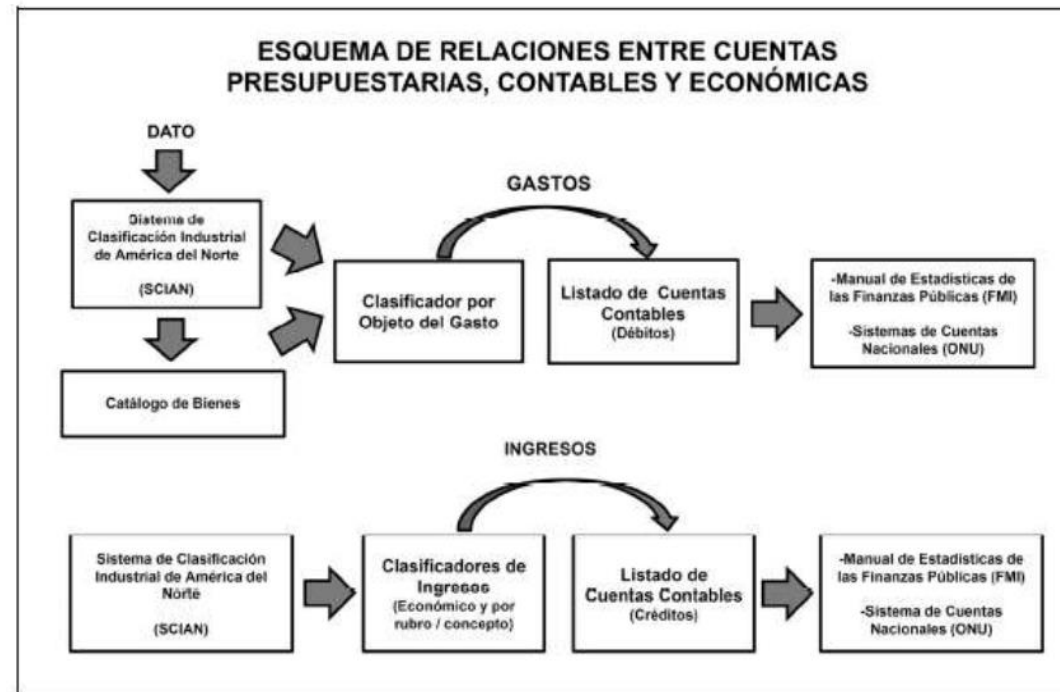 ESQUEMA DE RELACIONES ENTRE CUENTAS
PRESUPUESTARIAS, CONTABLES Y ECONÓMICAS
DATO
GASTOS
Sistema de
Clasificación Industrial
de América del Norte
(SCIAN)
Clasificador por
Objeto del Gasto
Listado de Cuentas
Contables
(Débitos)
-Manual de Estadísticas de
las Finanzas Públicas (FMI)
-Sistemas de Cuentas
Nacionales (ONU)
Catálogo de Bienes
INGRESOS
Sistema de Clasificación
Industrial de América del
Norte
(SCIAN)
Clasificadores de
Ingresos
(Económico y por
rubro / concepto)
Listado de
Cuentas Contables
(Créditos)
-Manual de Estadísticas de
las Finanzas Públicas (FMI)
-Sistema de Cuentas
Nacionales (ONU)